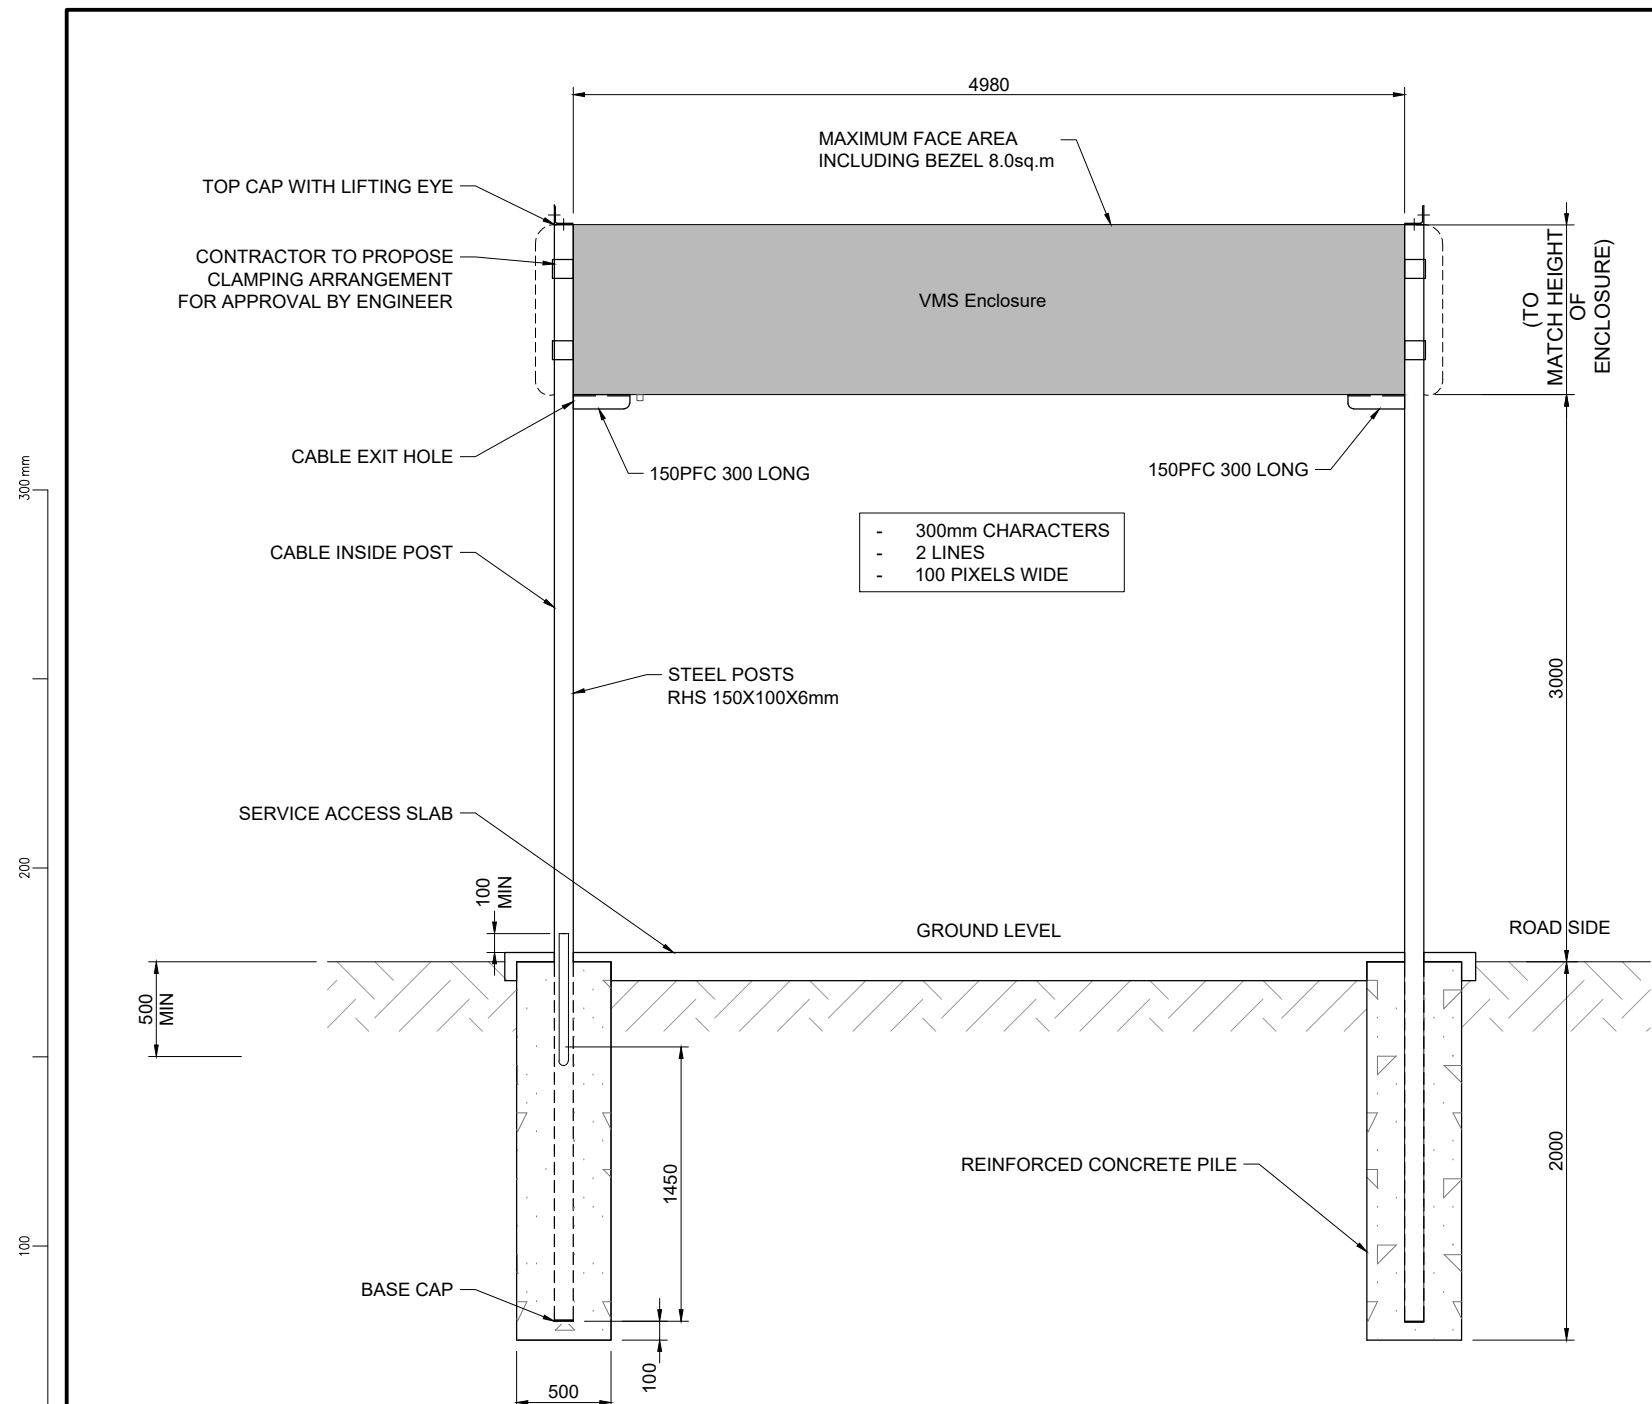 4980
MAXIMUM FACE AREA
INCLUDING BEZEL 8.0sq.m
TOP CAP WITH LIFTING EYE
CONTRACTOR TO PROPOSE
CLAMPING ARRANGEMENT
FOR APPROVAL BY ENGINEER
VMS Enclosure
(TO
MATCH HEIGHT
OF
ENCLOSURE)
CABLE EXIT HOLE
150PFC 300 LONG
150PFC 300 LONG
300mm
- 300mm CHARACTERS
- 2 LINES
- 100 PIXELS WIDE
CABLE INSIDE POST
STEEL POSTS
RHS 150X100X6mm
3000
SERVICE ACCESS SLAB
200
100
MIN
GROUND LEVEL
ROAD SIDE
500
MIN
1450
REINFORCED CONCRETE PILE
2000
100
BASE CAP
100
500